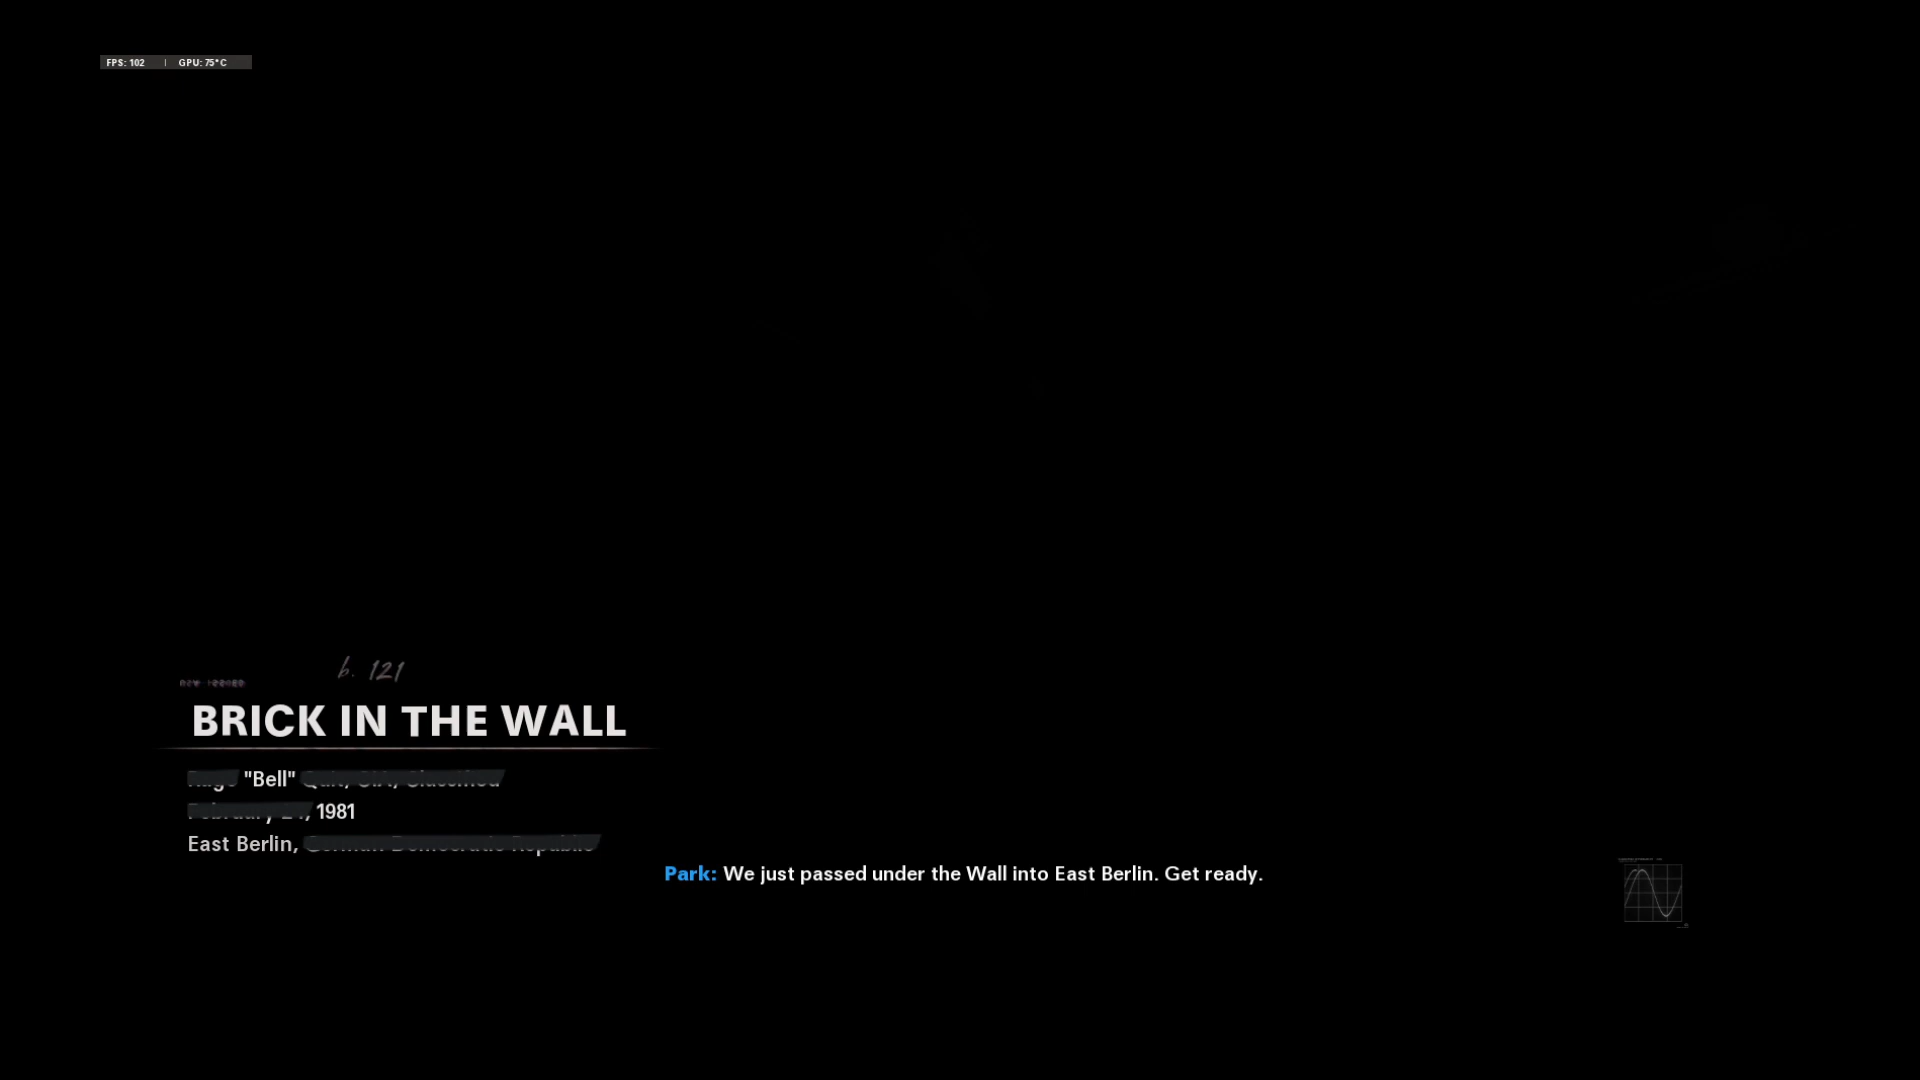 FPS: 102 | GPU: 75°C
b. 121
BRICK IN THE WALL
"Bell"
1981
East Berlin,
Park: We just passed under the Wall into East Berlin. Get ready.